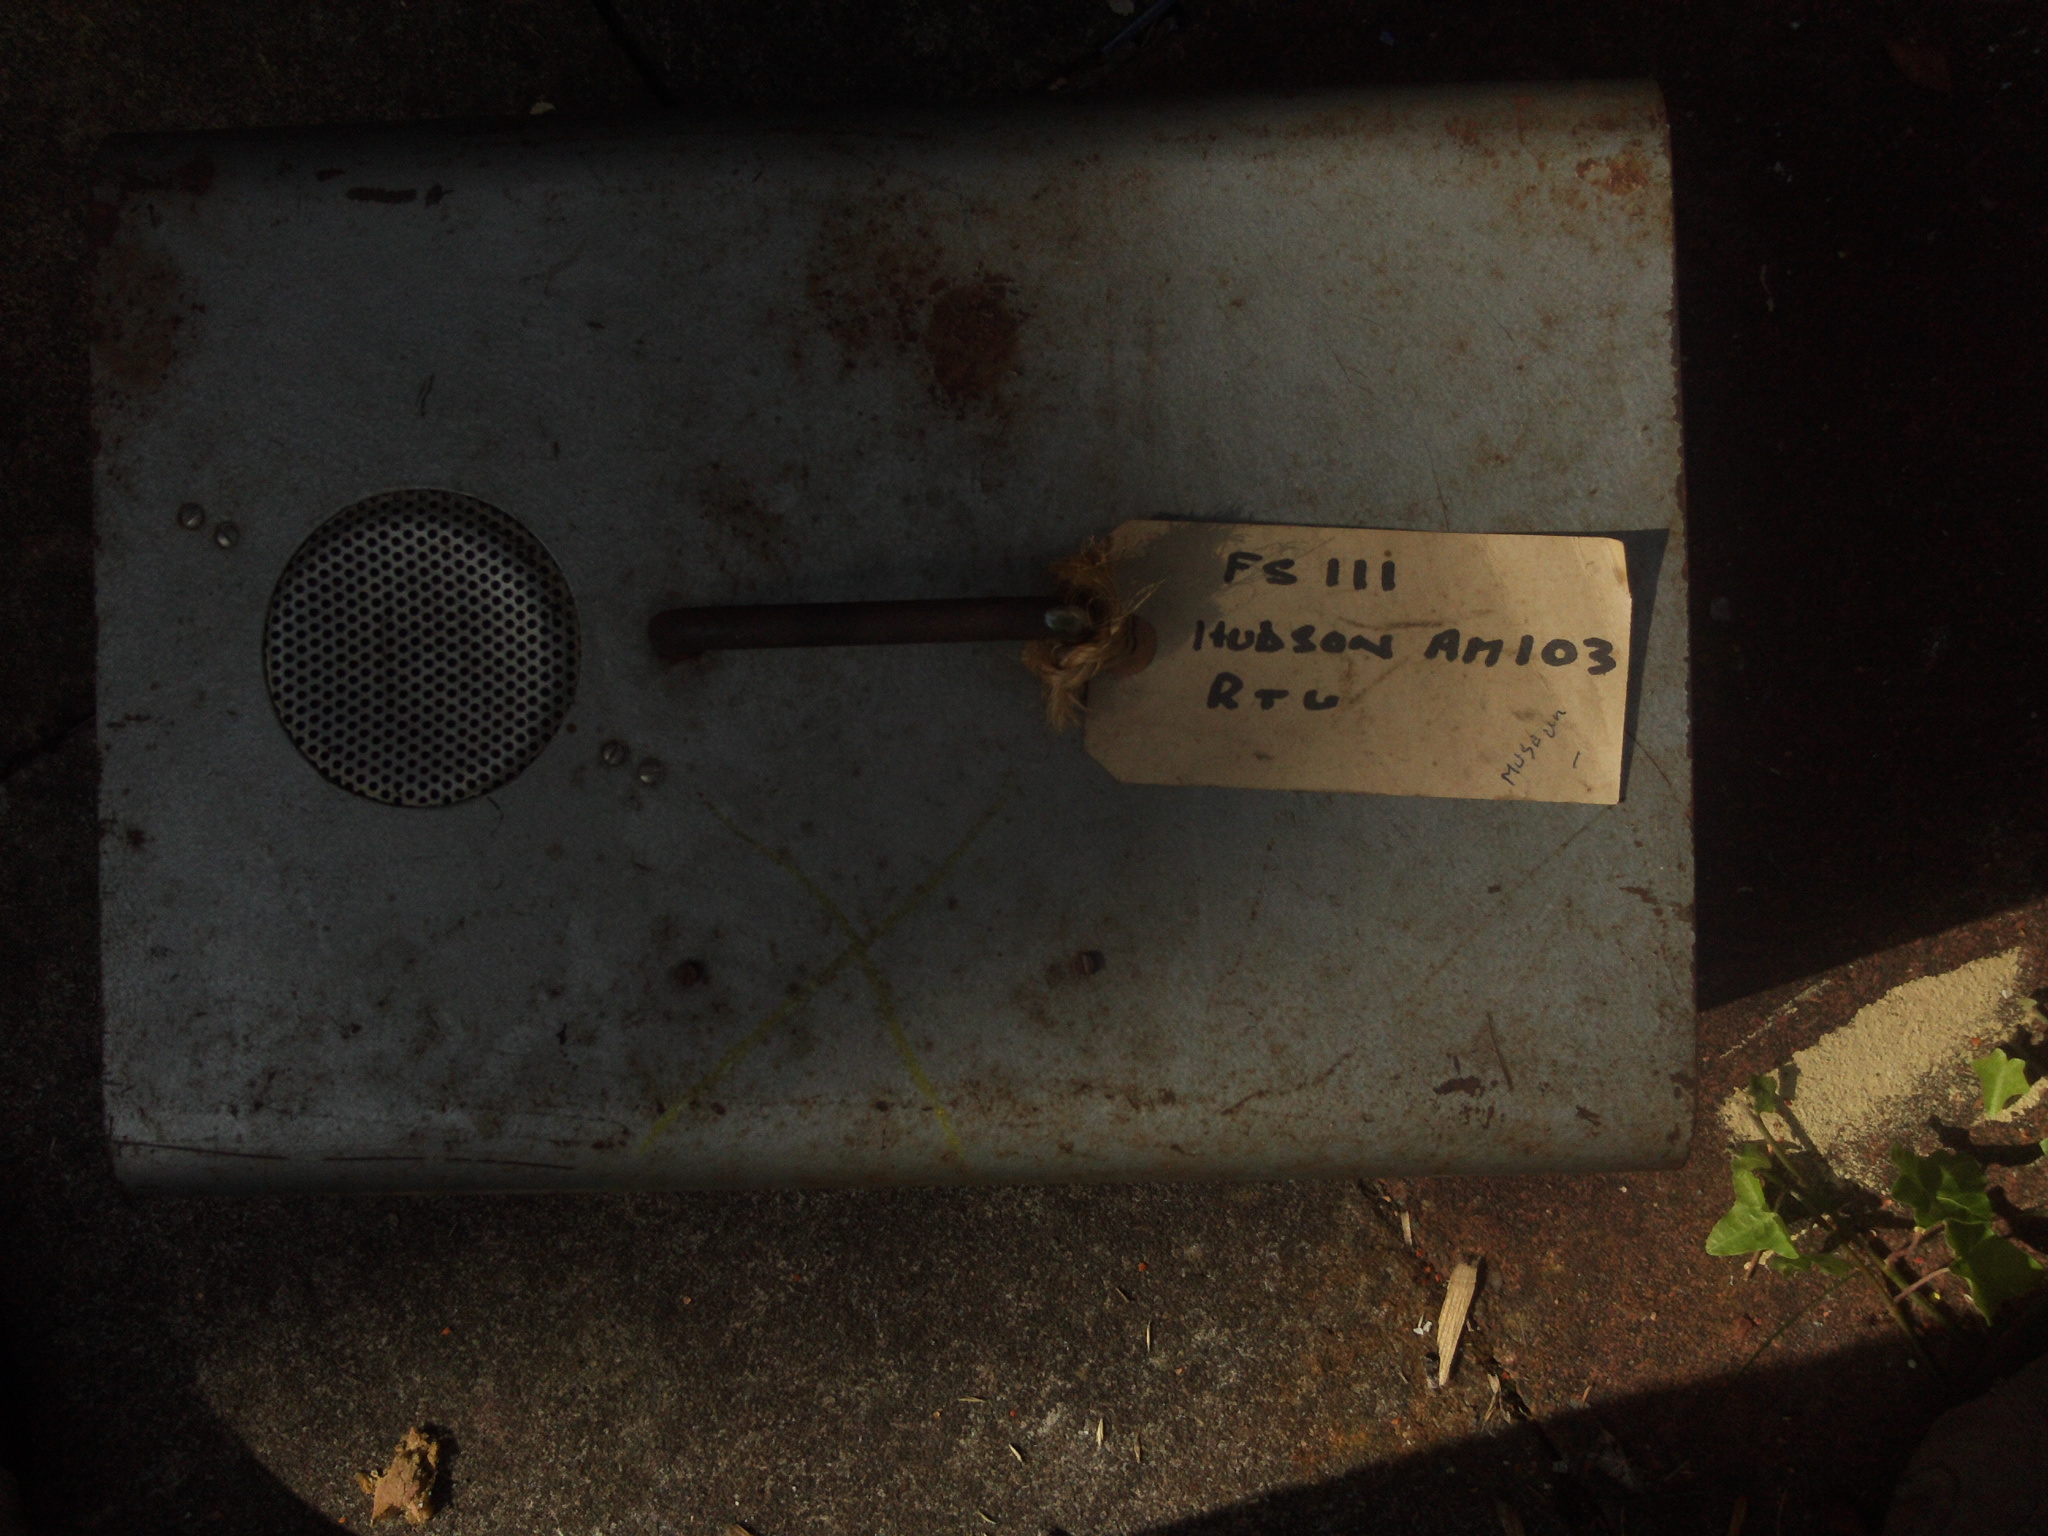 FS 111
HUDSON AM103
RTU
Museum